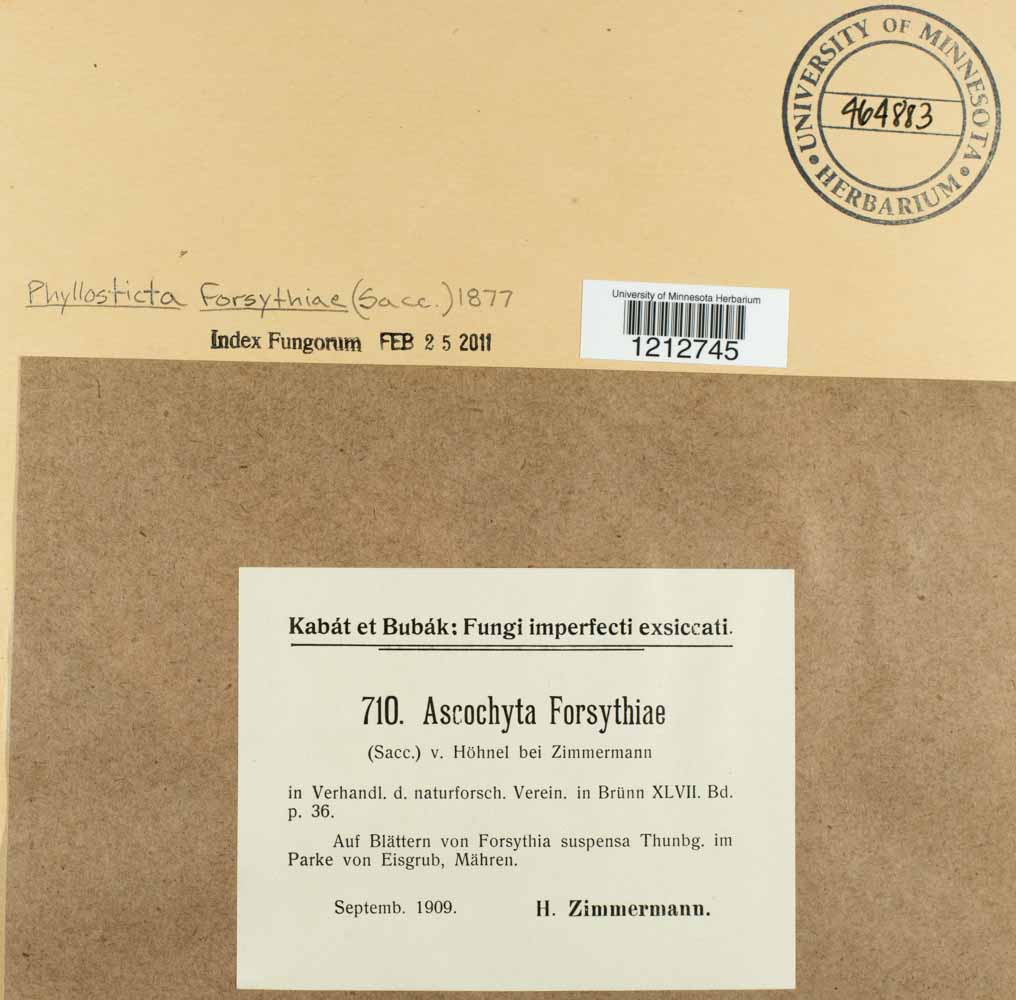 UNIVERSITY OF MINNESOTA
464883
HERBARIUM
Phyllosticta Forsythiae (Sacc.) 1877
Index Fungorum FEB 25 2011
University of Minnesota Herbarium
1212745
Kabát et Bubák: Fungi imperfecti exsiccati.
710. Ascochyta Forsythiae
(Sacc.) v. Höhnel bei Zimmermann
in Verhandl. d. naturforsch. Verein. in Brünn XLVII. Bd.
p. 36.
Auf Blättern von Forsythia suspensa Thunbg. im
Parke von Eisgrub, Mähren.
Septemb. 1909. H. Zimmermann.